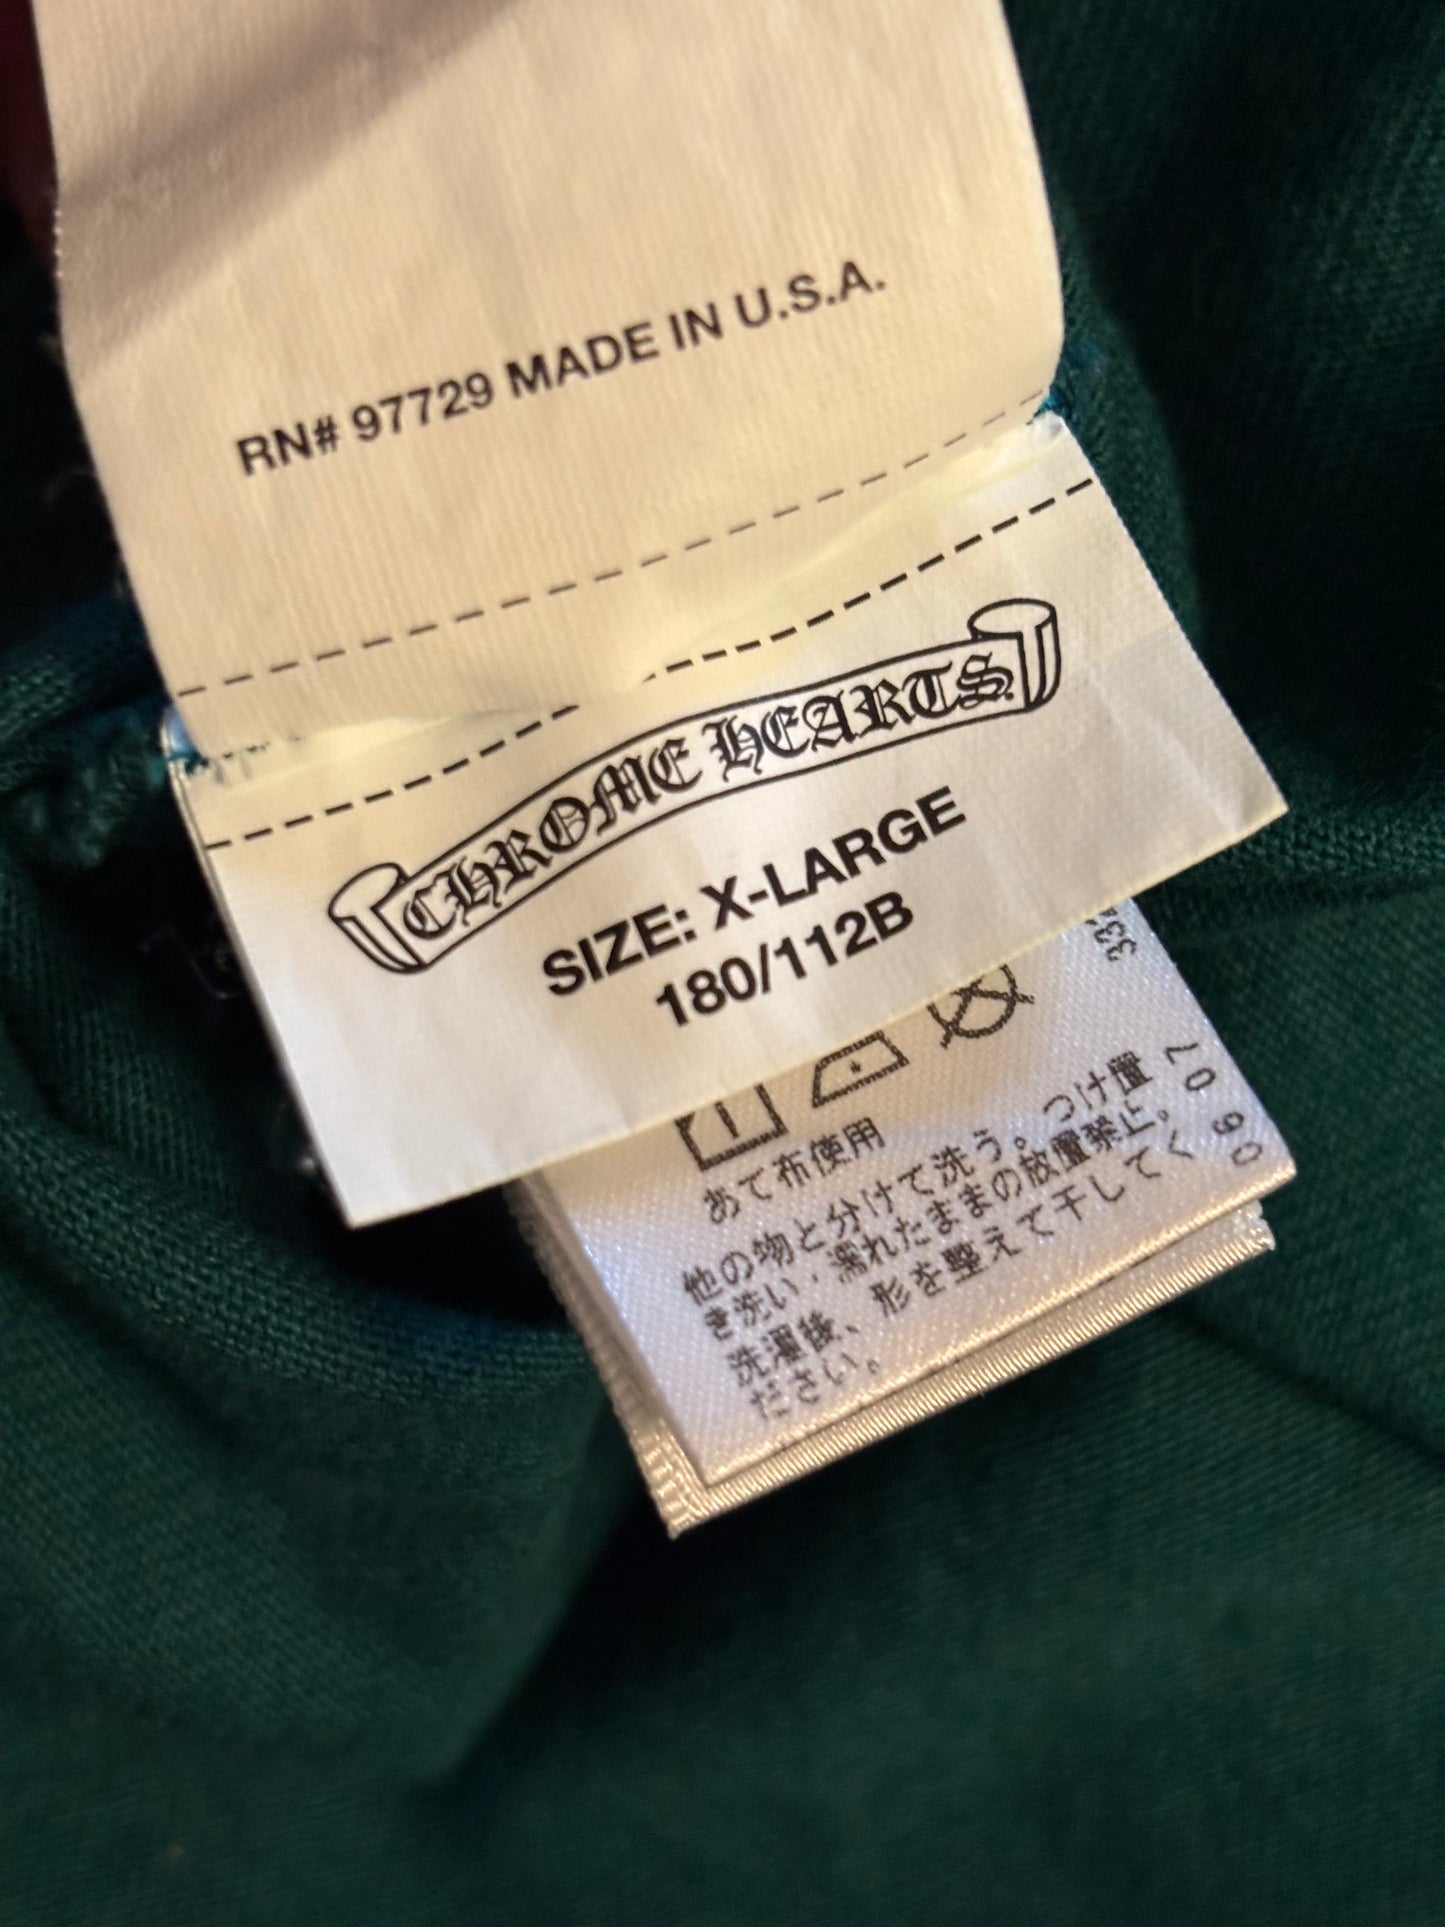 RN# 97729 MADE IN U.S.A.
CHROME HEARTS
SIZE: X-LARGE
180/112B
あて布使用
他の物と分けて洗う。つけ置
き洗い・濡れたままの放置禁止。
洗濯後、形を整えて干してく
ださい。